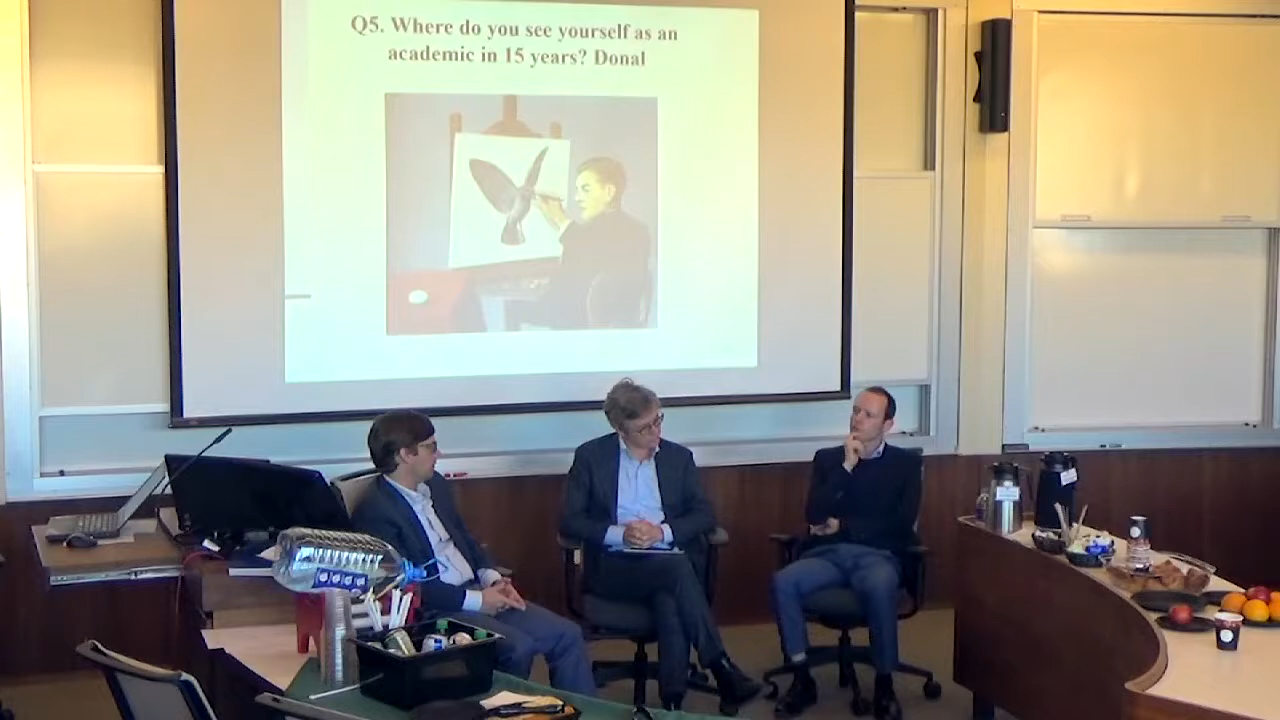 Q5. Where do you see yourself as an
academic in 15 years? Donal